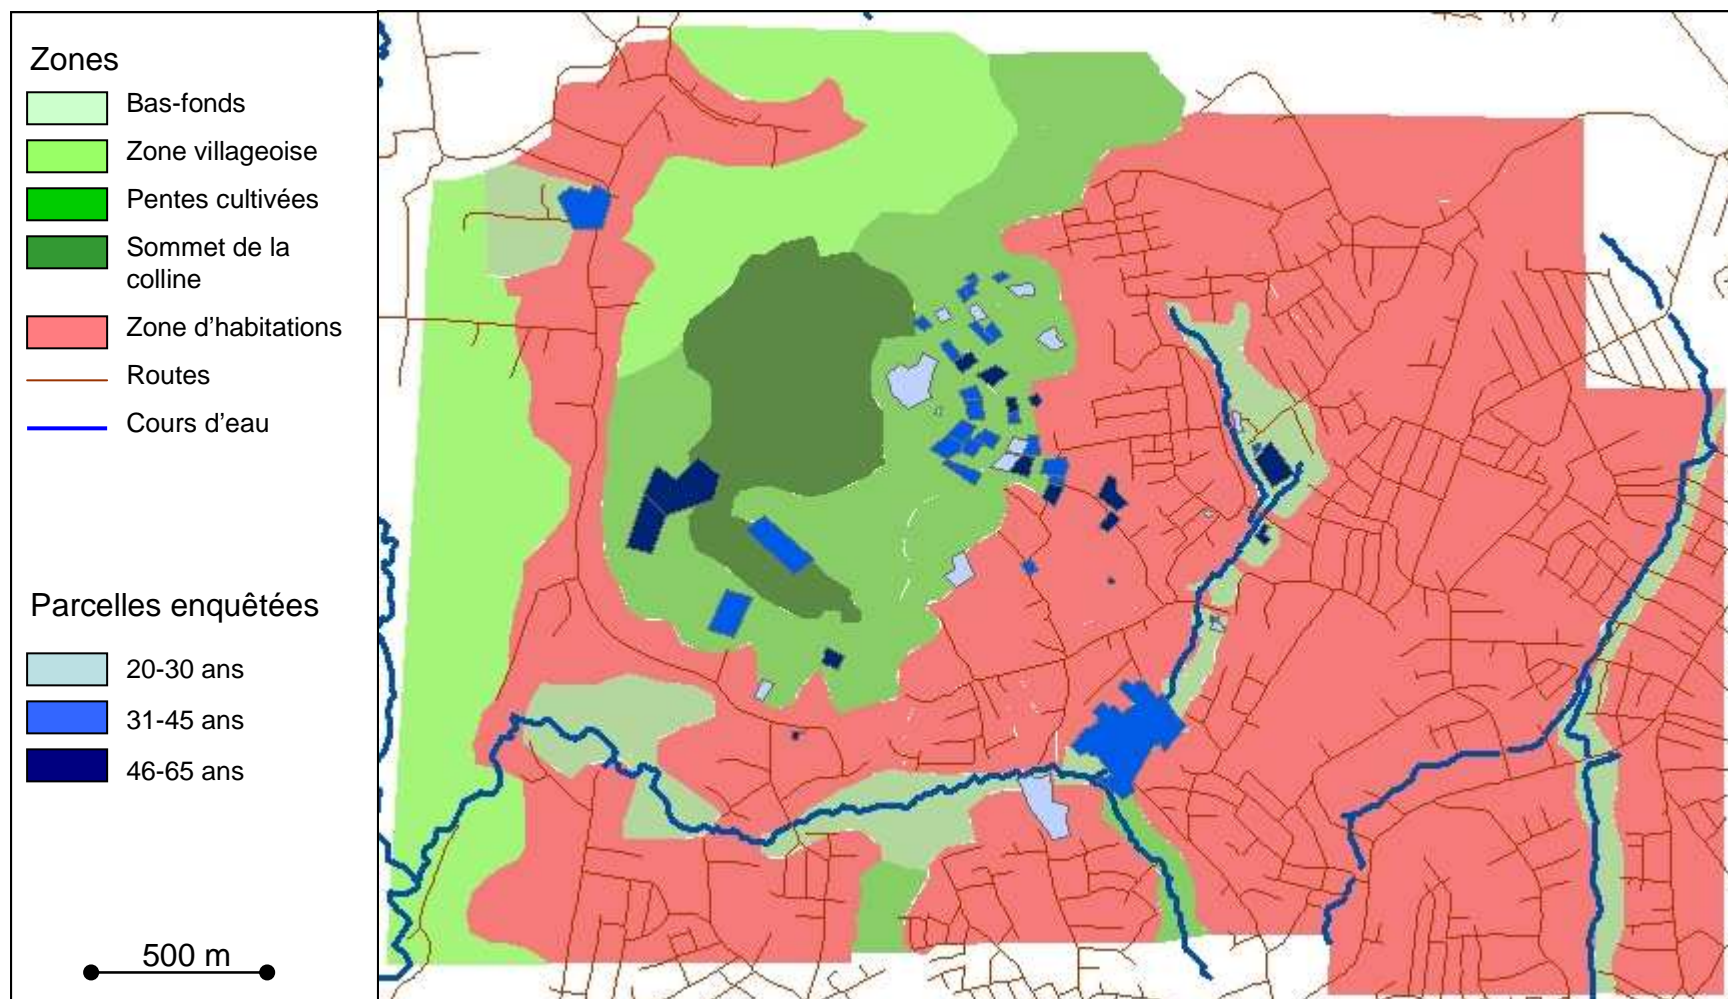 Zones
Bas-fonds
Zone villageoise
Pentes cultivées
Sommet de la
colline
Zone d'habitations
Routes
Cours d'eau
Parcelles enquêtées
20-30 ans
31-45 ans
46-65 ans
500 m